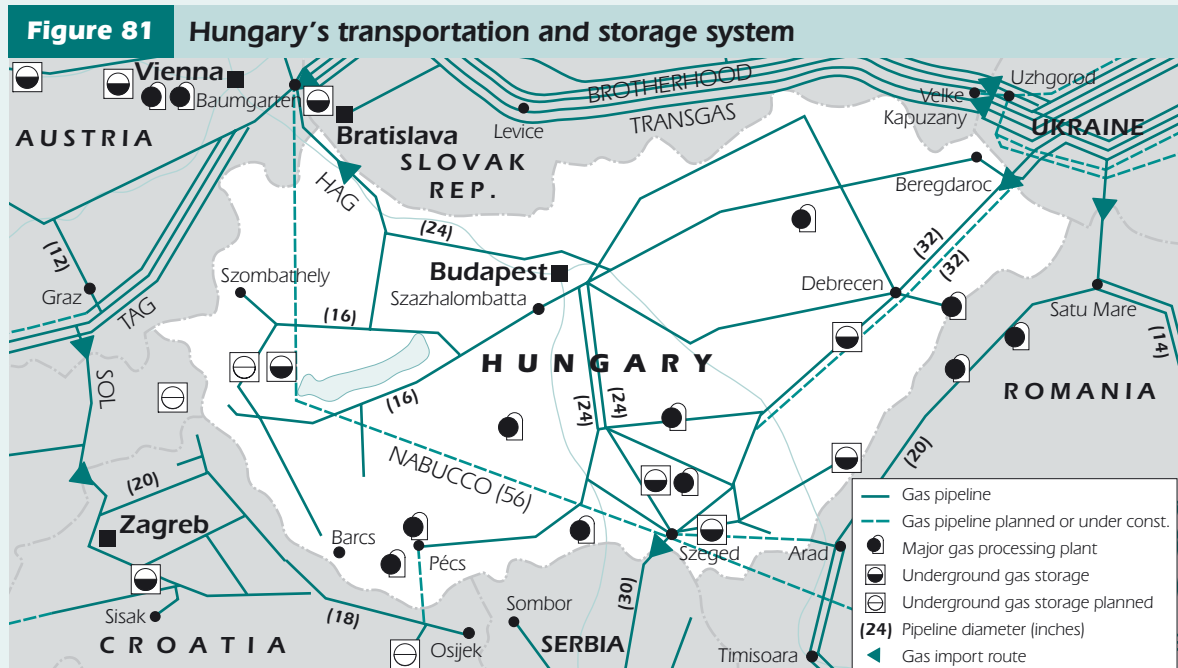 Figure 81 Hungary's transportation and storage system
Vienna
Baumgarten
AUSTRIA
Bratislava
SLOVAK
REP.
Levice
BROTHERHOOD
TRANSGAS
Uzhgorod
Velke
Kapuzany
UKRAINE
Beregdaroc
HAG
(24)
(12)
Graz
TAG
Szombathely
(16)
Budapest
Szazhalombatta
(32)
(32)
Debrecen
Satu Mare
(14)
HUNGARY
ROMANIA
SOL
(16)
(24)
(24)
NABUCCO (56)
(20)
(20)
Zagreb
Barcs
Pécs
Szeged
Arad
(30)
Sisak
(18)
CROATIA
Osijek
Sombor
SERBIA
Timisoara
Gas pipeline
Gas pipeline planned or under const.
Major gas processing plant
Underground gas storage
Underground gas storage planned
(24) Pipeline diameter (inches)
Gas import route